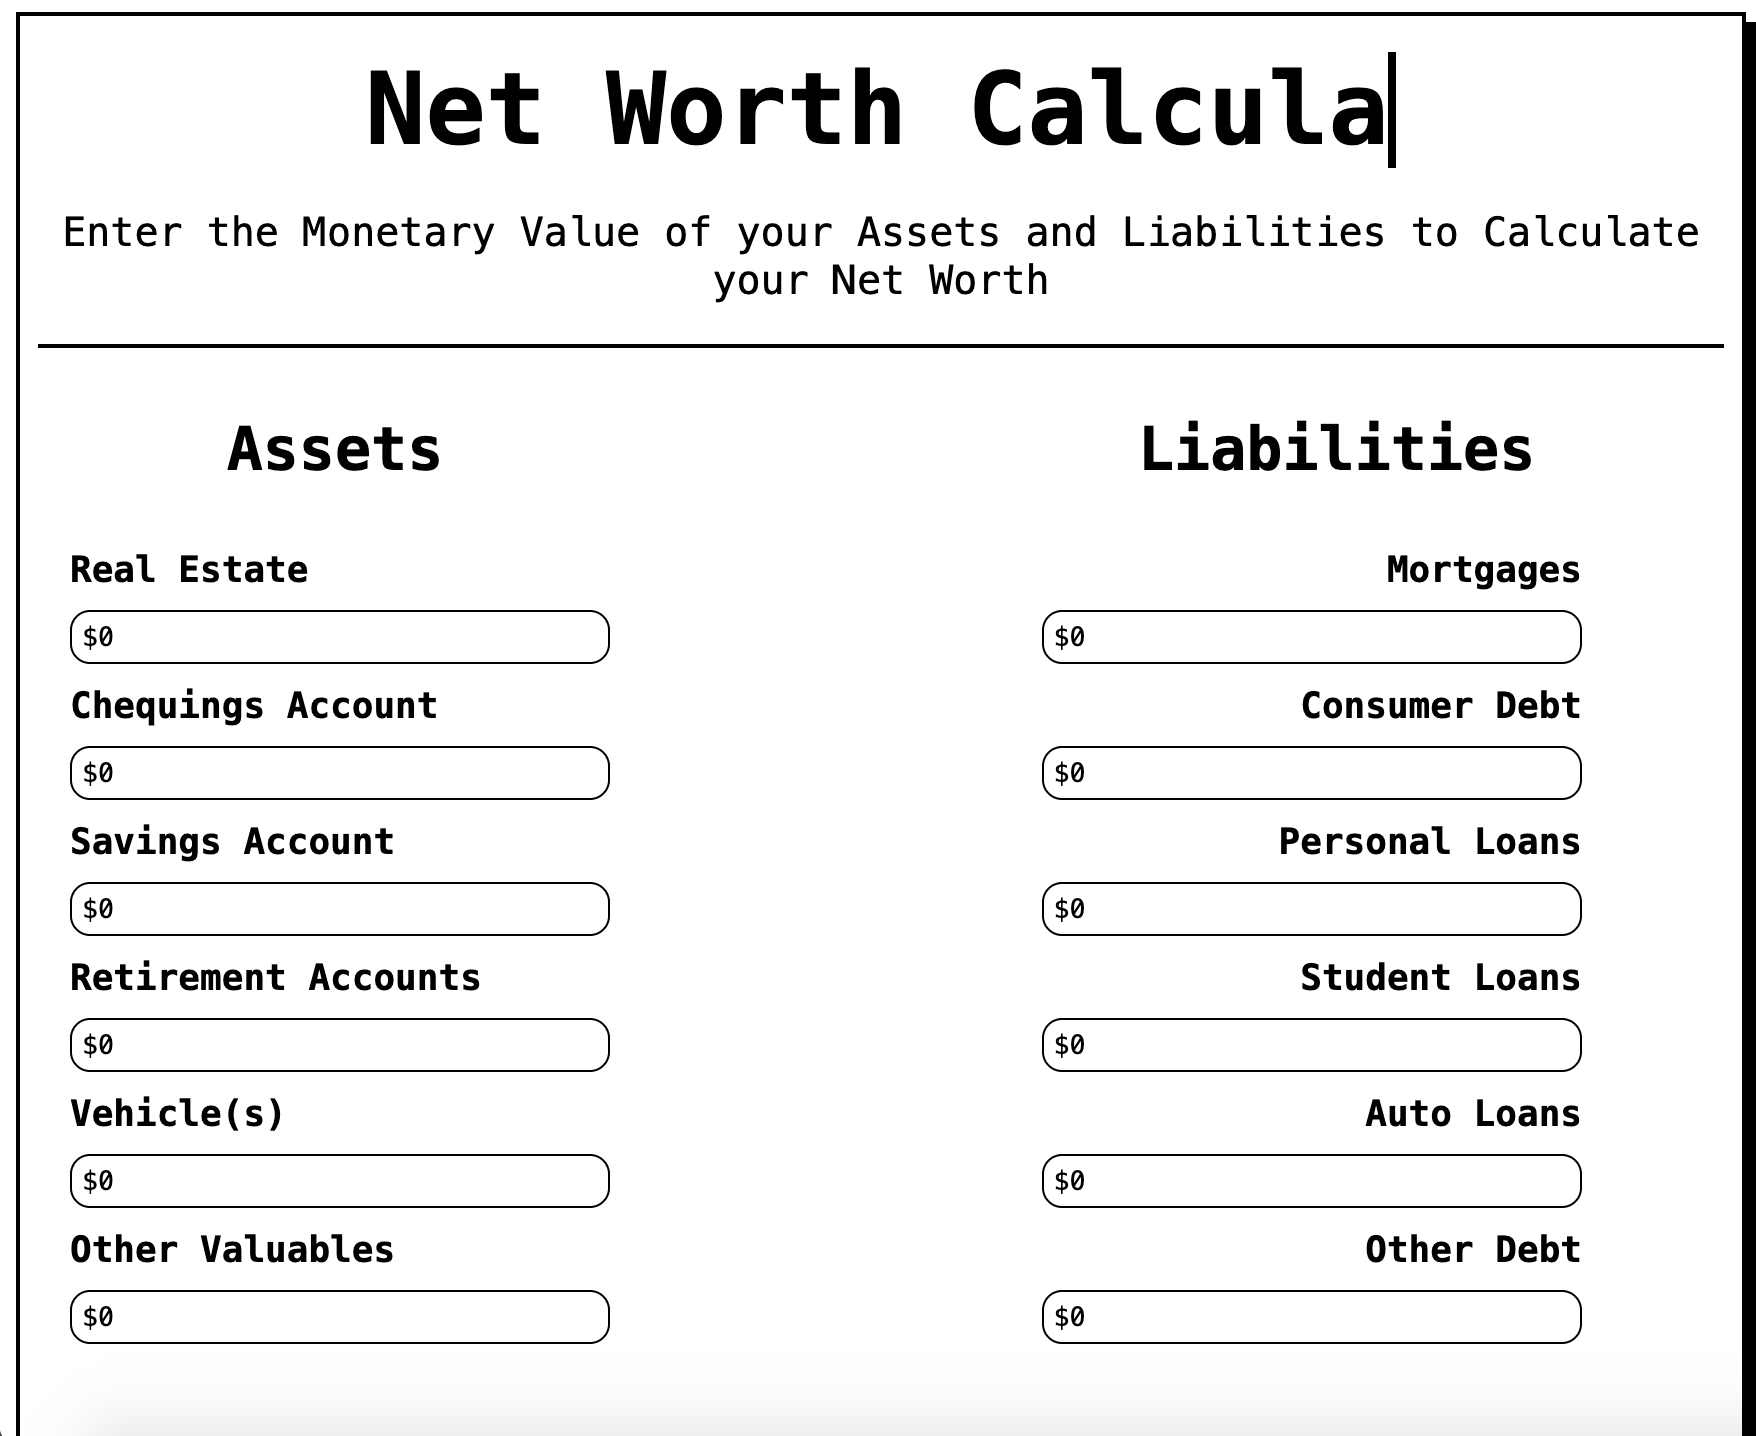 Net Worth Calcula
Enter the Monetary Value of your Assets and Liabilities to Calculate
your Net Worth
Assets
Real Estate
$0
Chequings Account
$0
Savings Account
$0
Retirement Accounts
$0
Vehicle(s)
$0
Other Valuables
$0
Liabilities
Mortgages
$0
Consumer Debt
$0
Personal Loans
$0
Student Loans
$0
Auto Loans
$0
Other Debt
$0